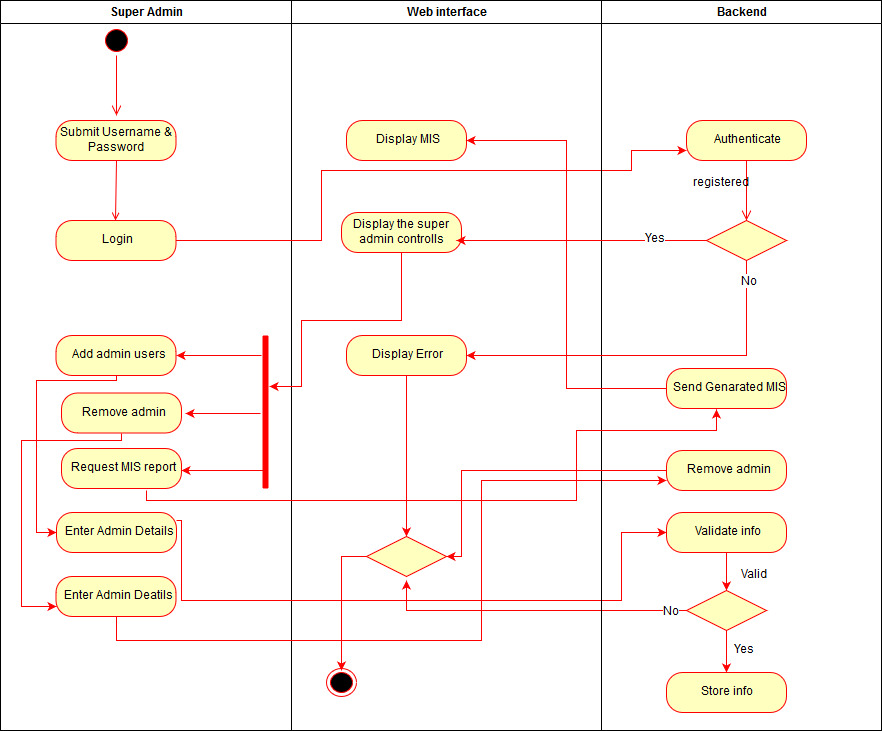 Super Admin
Web interface
Backend
Submit Username &
Password
Display MIS
Authenticate
registered
Login
Display the super
admin controlls
Yes
No
Add admin users
Display Error
Send Genarated MIS
Remove admin
Request MIS report
Remove admin
Enter Admin Details
Validate info
Valid
Enter Admin Deatils
No
Yes
Store info